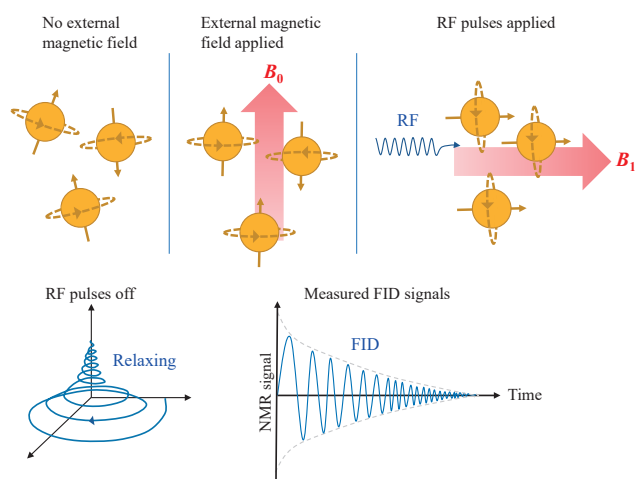 No external
magnetic field
External magnetic
field applied
B0
RF pulses applied
RF
B1
RF pulses off
Relaxing
Measured FID signals
FID
NMR signal
Time